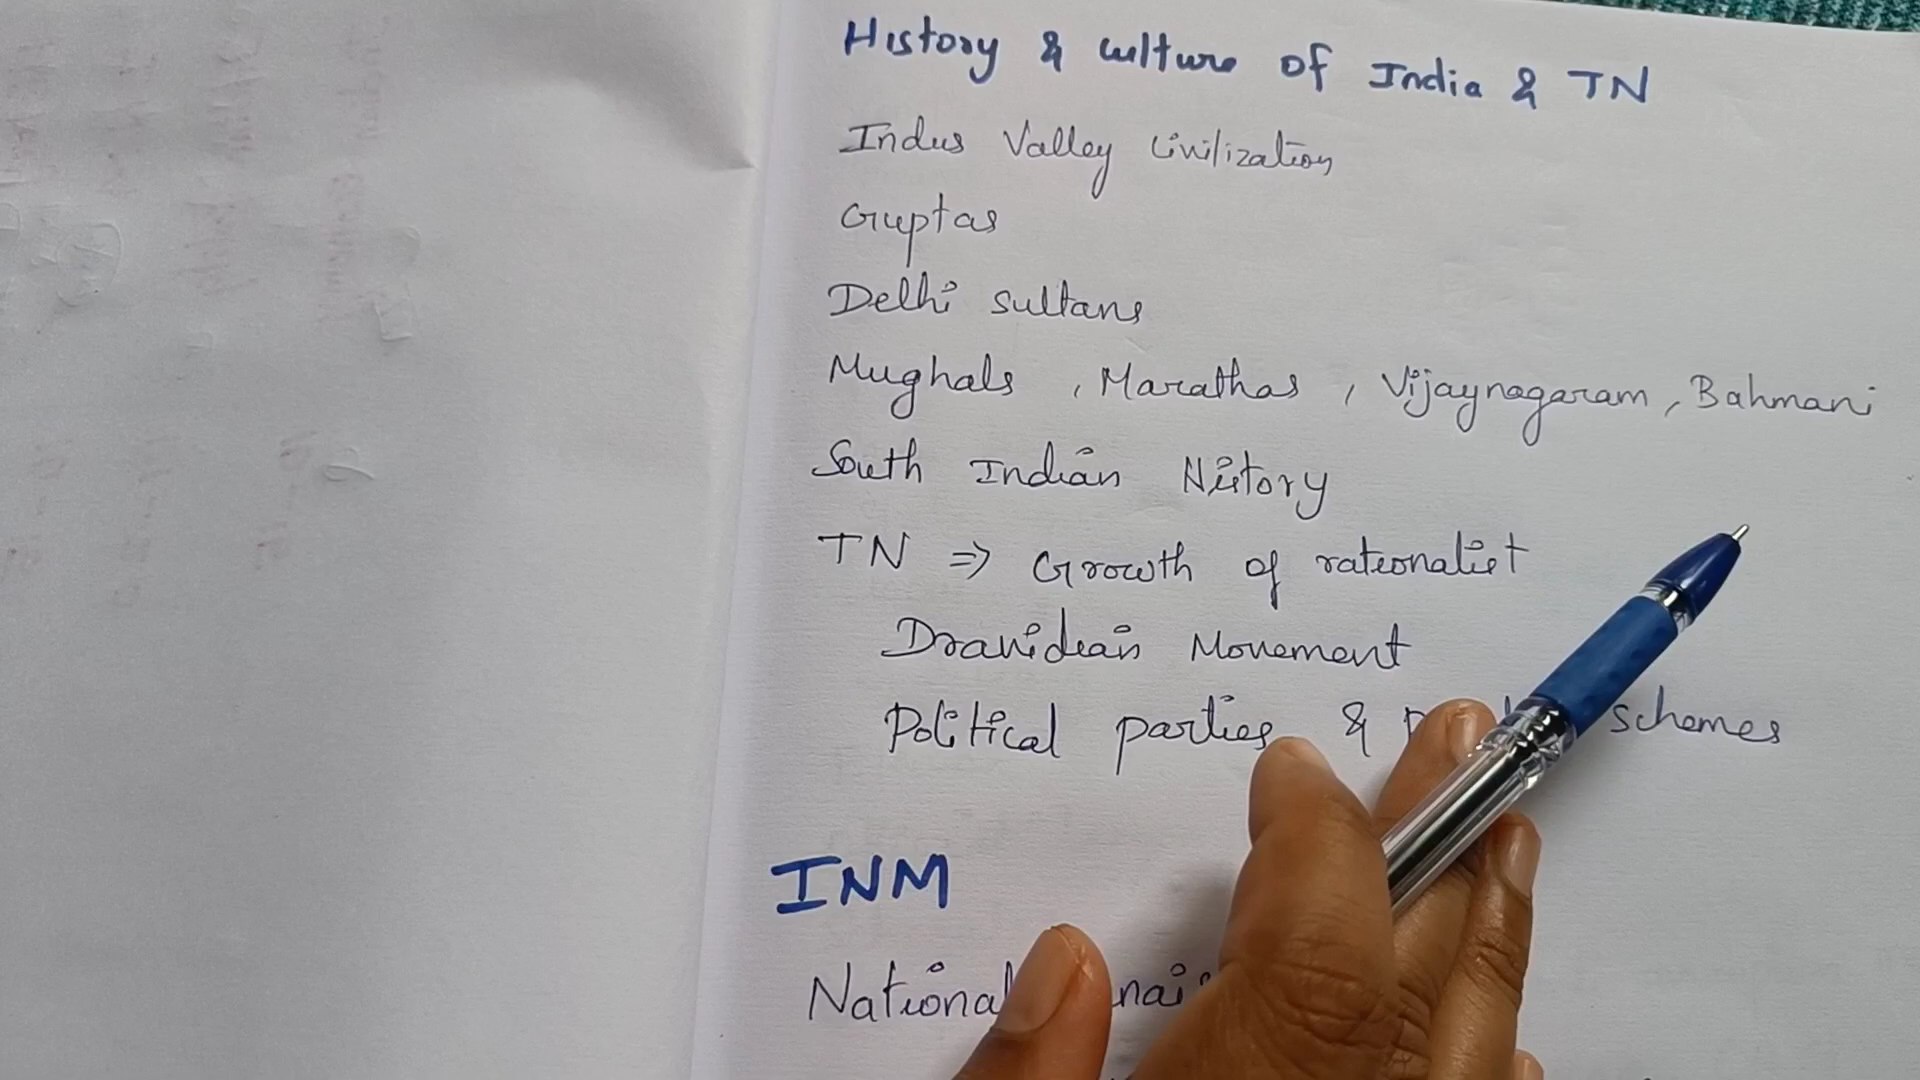 History & culture of India & TN
Indus Valley Civilization
Guptas
Delhi sultans
Mughals , Marathas , Vijaynagaram , Bahmani
South Indian History
TN => Growth of rationalist
Dravidian Movement
Political parties & schemes
INM
National